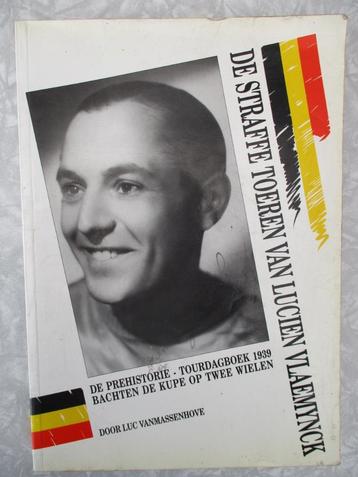 DE STRAFFE TOEREN VAN LUCIEN VLAEMYNCK
DE PREHISTORIE - TOURDAGBOEK 1939
BACHTEN DE KUPE OP TWEE WIELEN
DOOR LUC VANMASSENHOVE